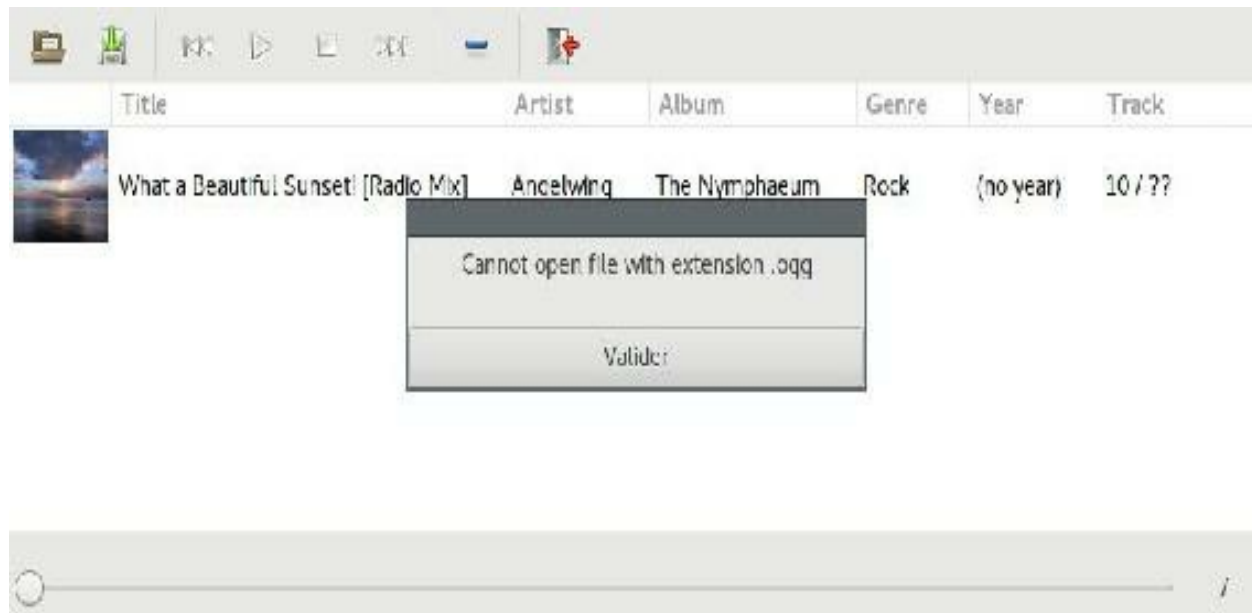 Title Artist Album Genre Year Track
What a Beautiful Sunset! [Radio Mix] Angelwing The Nymphaeum Rock (no year) 10 / ??
Cannot open file with extension .ogg
Valider
/